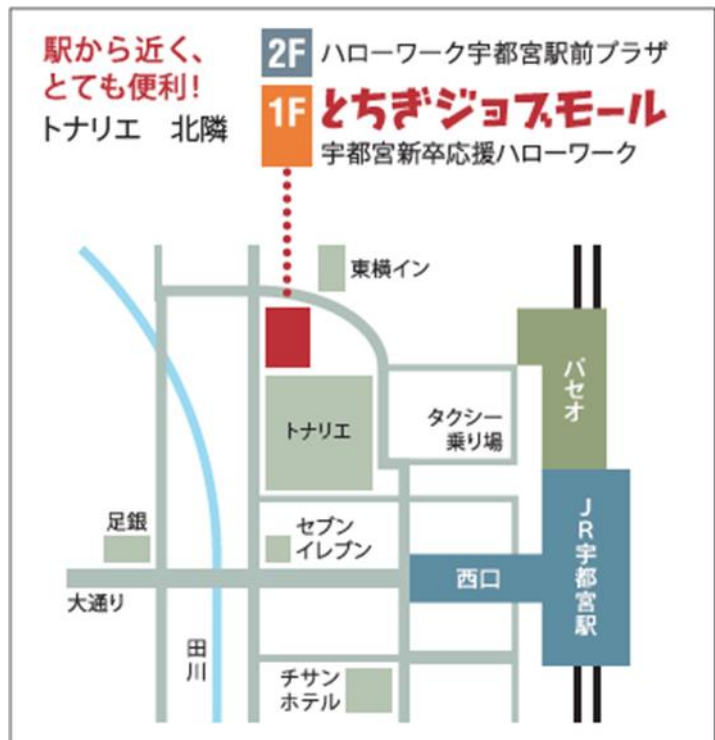 駅から近く、
とても便利！
トナリエ　北隣
2F ハローワーク宇都宮駅前プラザ
1F とちぎジョブモール
宇都宮新卒応援ハローワーク
東横イン
パセオ
トナリエ
タクシー
乗り場
足銀
セブン
イレブン
西口
JR宇都宮駅
大通り
田川
チサン
ホテル